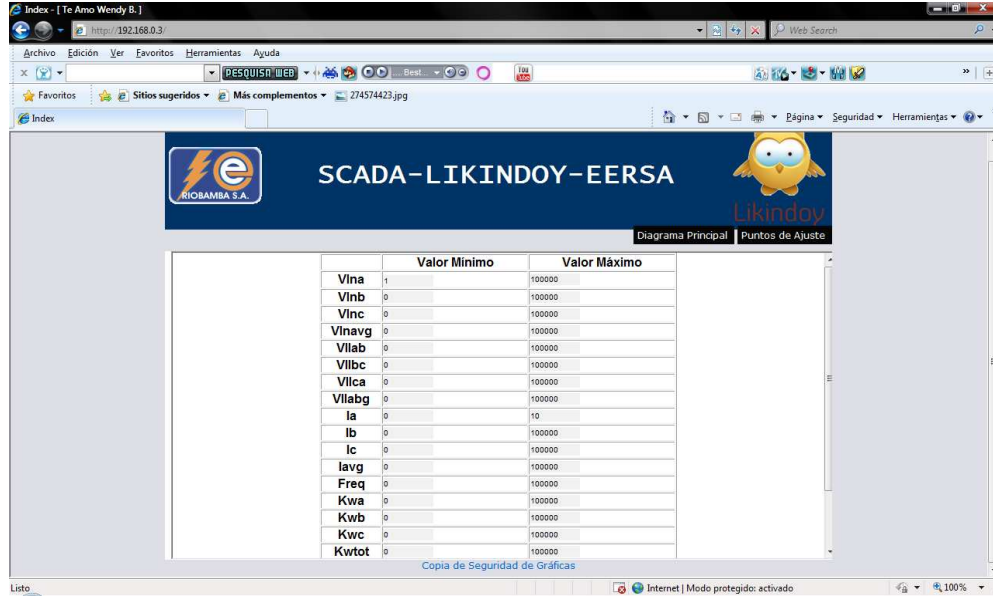 Index - [ Te Amo Wendy B. ]
http://192.168.0.3/
Web Search
Archivo Edición Ver Favoritos Herramientas Ayuda
PESQUISA WEB Best... You Tube
Favoritos Sitios sugeridos Más complementos 274574423.jpg
Index Página Seguridad Herramientas
e RIOBAMBA S.A.
SCADA-LIKINDOY-EERSA
Likindoy
Diagrama Principal Puntos de Ajuste
Valor Minimo Valor Máximo
Vlna 1 100000
Vlnb 0 100000
Vlnc 0 100000
Vlnavg 0 100000
Vllab 0 100000
Vllbc 0 100000
Vllca 0 100000
Vllabg 0 100000
Ia 0 10
Ib 0 100000
Ic 0 100000
Iavg 0 100000
Freq 0 100000
Kwa 0 100000
Kwb 0 100000
Kwc 0 100000
Kwtot 0 100000
Copia de Seguridad de Gráficas
Listo Internet | Modo protegido: activado 100%